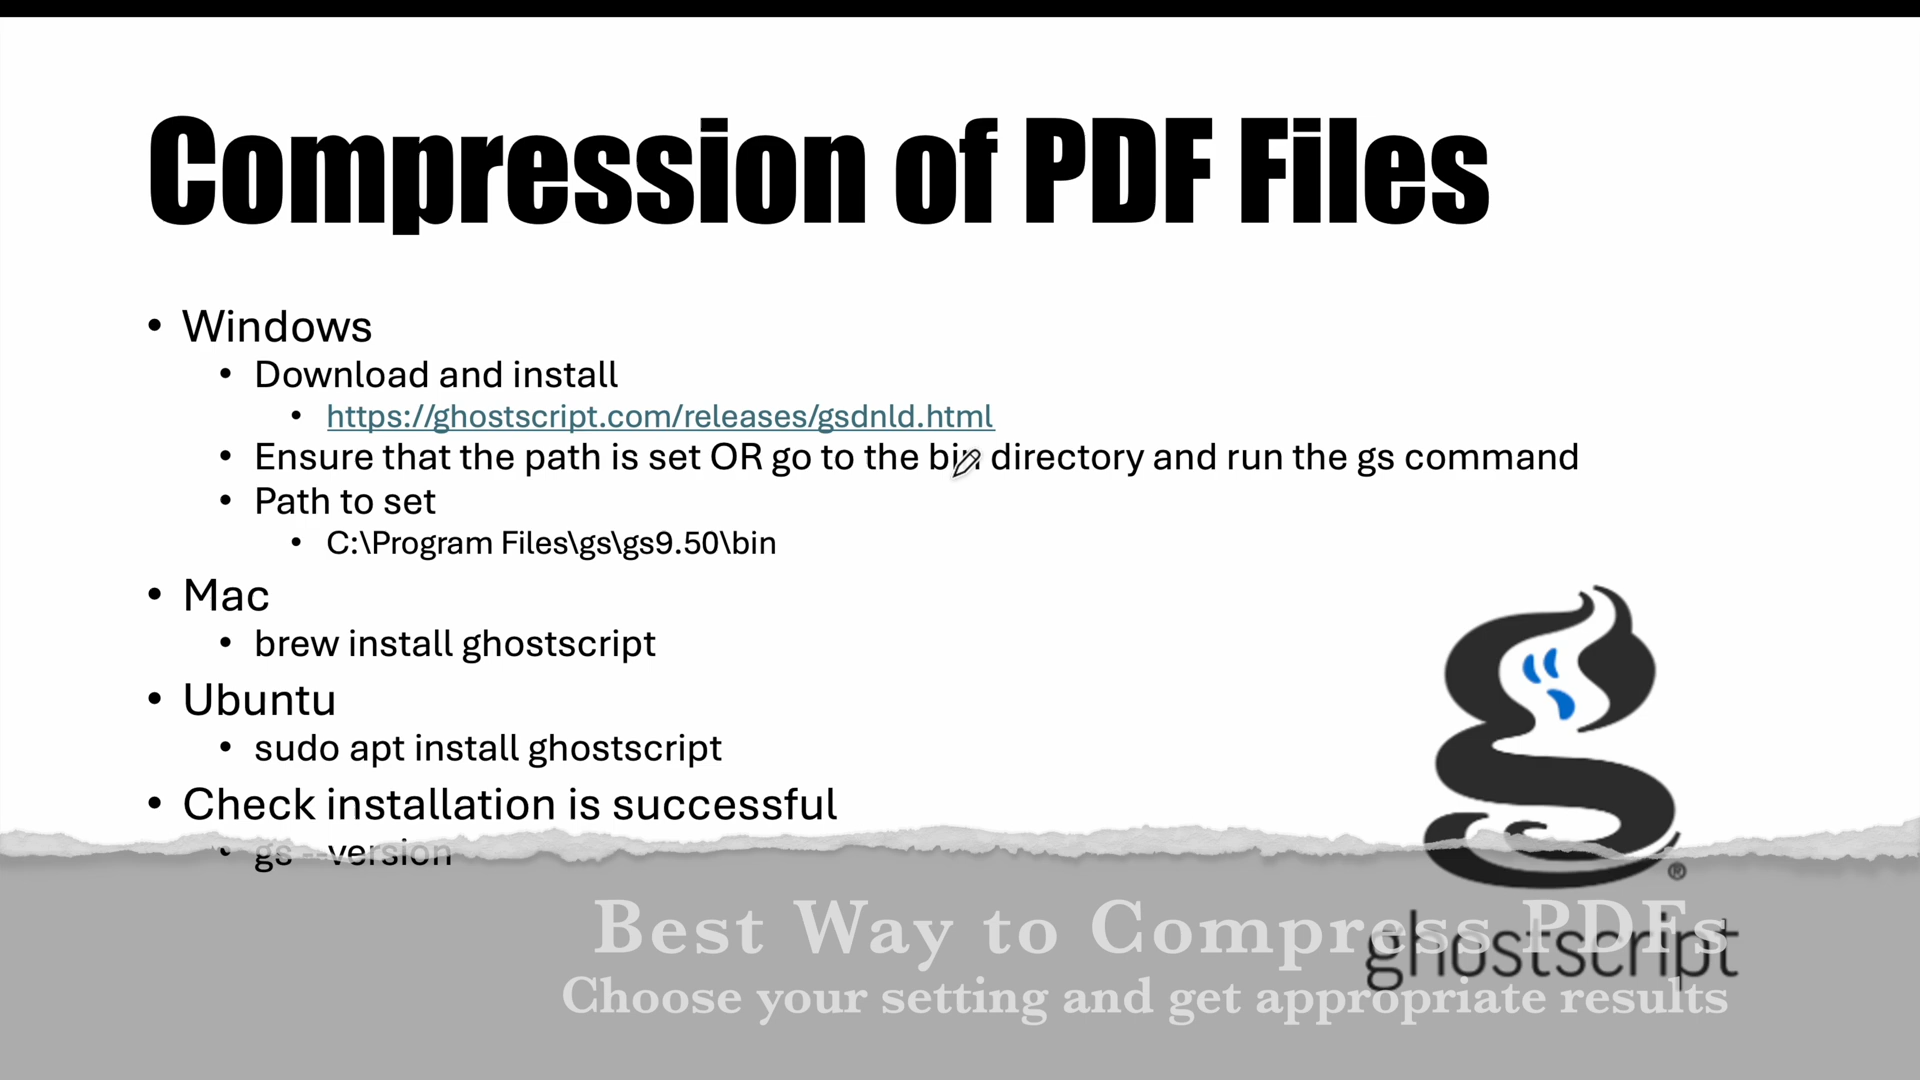 Compression of PDF Files
• Windows
• Download and install
• https://ghostscript.com/releases/gsdnld.html
• Ensure that the path is set OR go to the bin directory and run the gs command
• Path to set
• C:\Program Files\gs\gs9.50\bin
• Mac
• brew install ghostscript
• Ubuntu
• sudo apt install ghostscript
• Check installation is successful
• gs --version
®
ghostscript
Best Way to Compress PDFs
Choose your setting and get appropriate results